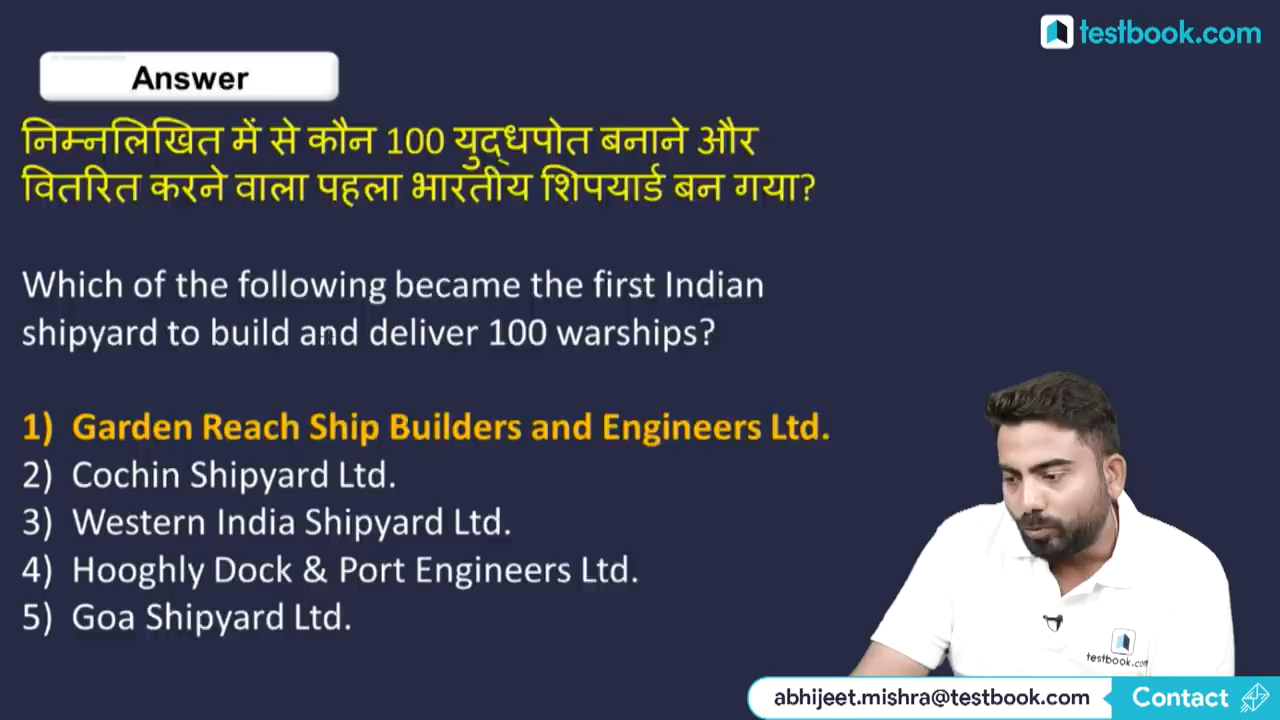 testbook.com
Answer
निम्नलिखित में से कौन 100 युद्धपोत बनाने और
वितरित करने वाला पहला भारतीय शिपयार्ड बन गया?
Which of the following became the first Indian
shipyard to build and deliver 100 warships?
1) Garden Reach Ship Builders and Engineers Ltd.
2) Cochin Shipyard Ltd.
3) Western India Shipyard Ltd.
4) Hooghly Dock & Port Engineers Ltd.
5) Goa Shipyard Ltd.
testbook.com
abhijeet.mishra@testbook.com
Contact